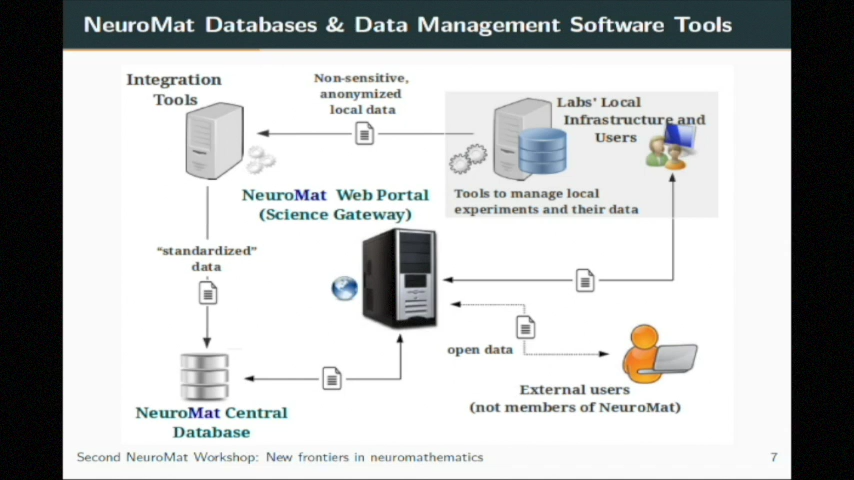 NeuroMat Databases & Data Management Software Tools
Integration
Tools
Non-sensitive,
anonymized
local data
Labs' Local
Infrastructure and
Users
Tools to manage local
experiments and their data
NeuroMat Web Portal
(Science Gateway)
"standardized"
data
open data
External users
(not members of NeuroMat)
NeuroMat Central
Database
Second NeuroMat Workshop: New frontiers in neuromathematics
7